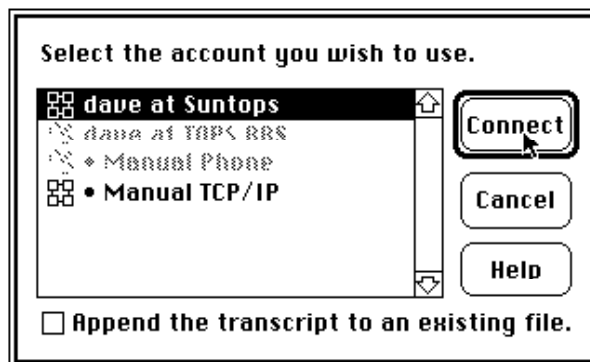 Select the account you wish to use.
dave at Suntops
dave at TOPS BBS
• Manual Phone
• Manual TCP/IP
Connect
Cancel
Help
Append the transcript to an existing file.